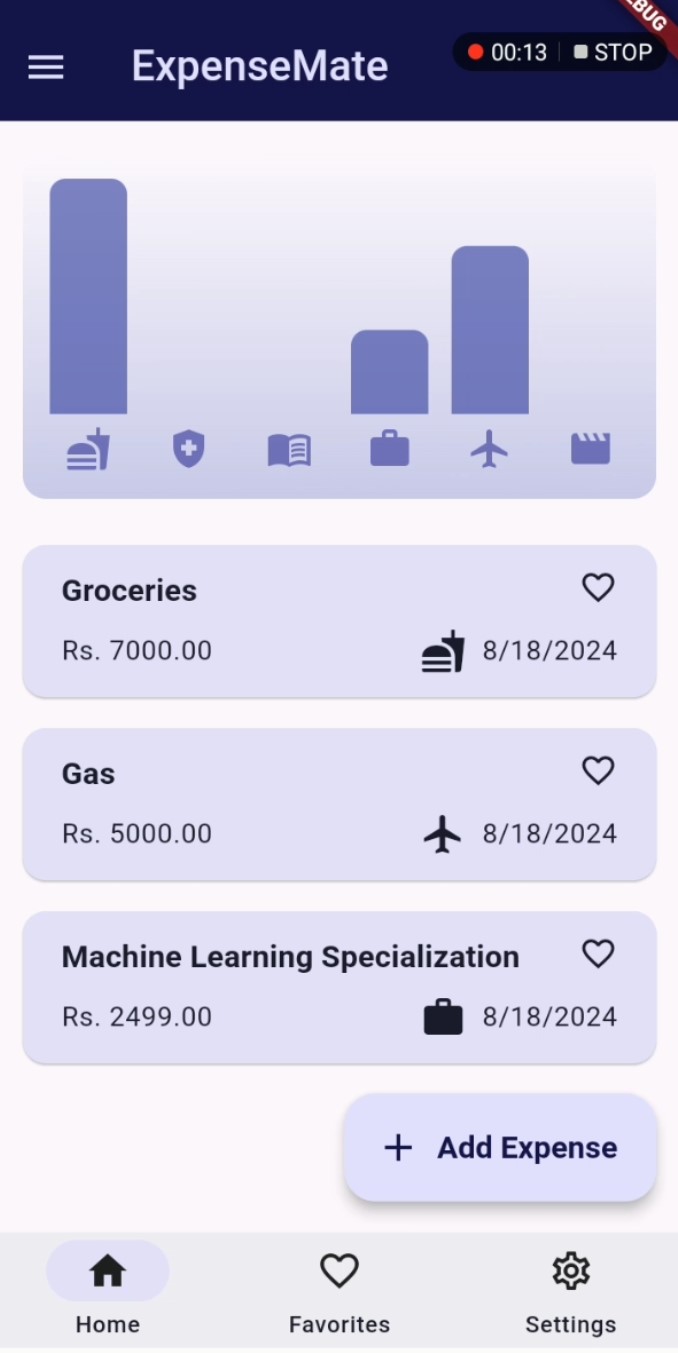 ExpenseMate
00:13 STOP
Groceries
Rs. 7000.00 8/18/2024
Gas
Rs. 5000.00 8/18/2024
Machine Learning Specialization
Rs. 2499.00 8/18/2024
+ Add Expense
Home Favorites Settings